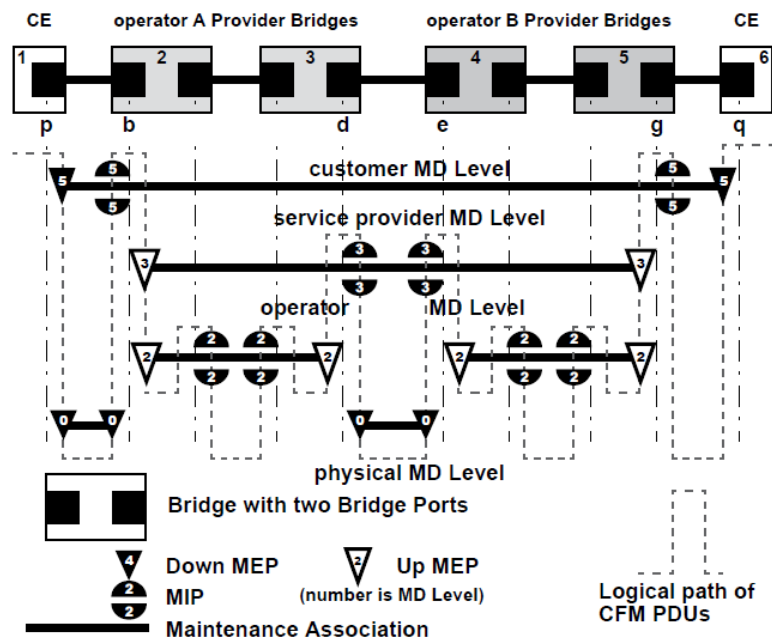 CE operator A Provider Bridges operator B Provider Bridges CE
1 2 3 4 5 6
p b d e g q
5 5 customer MD Level 5 5
5 5
service provider MD Level
3 3 3 3
3 3
operator MD Level
2 2 2 2
2 2 2 2
2 2 2 2
0 0 0 0
physical MD Level
Bridge with two Bridge Ports
4 Down MEP 2 Up MEP
2 MIP (number is MD Level)
2
Logical path of
CFM PDUs
Maintenance Association